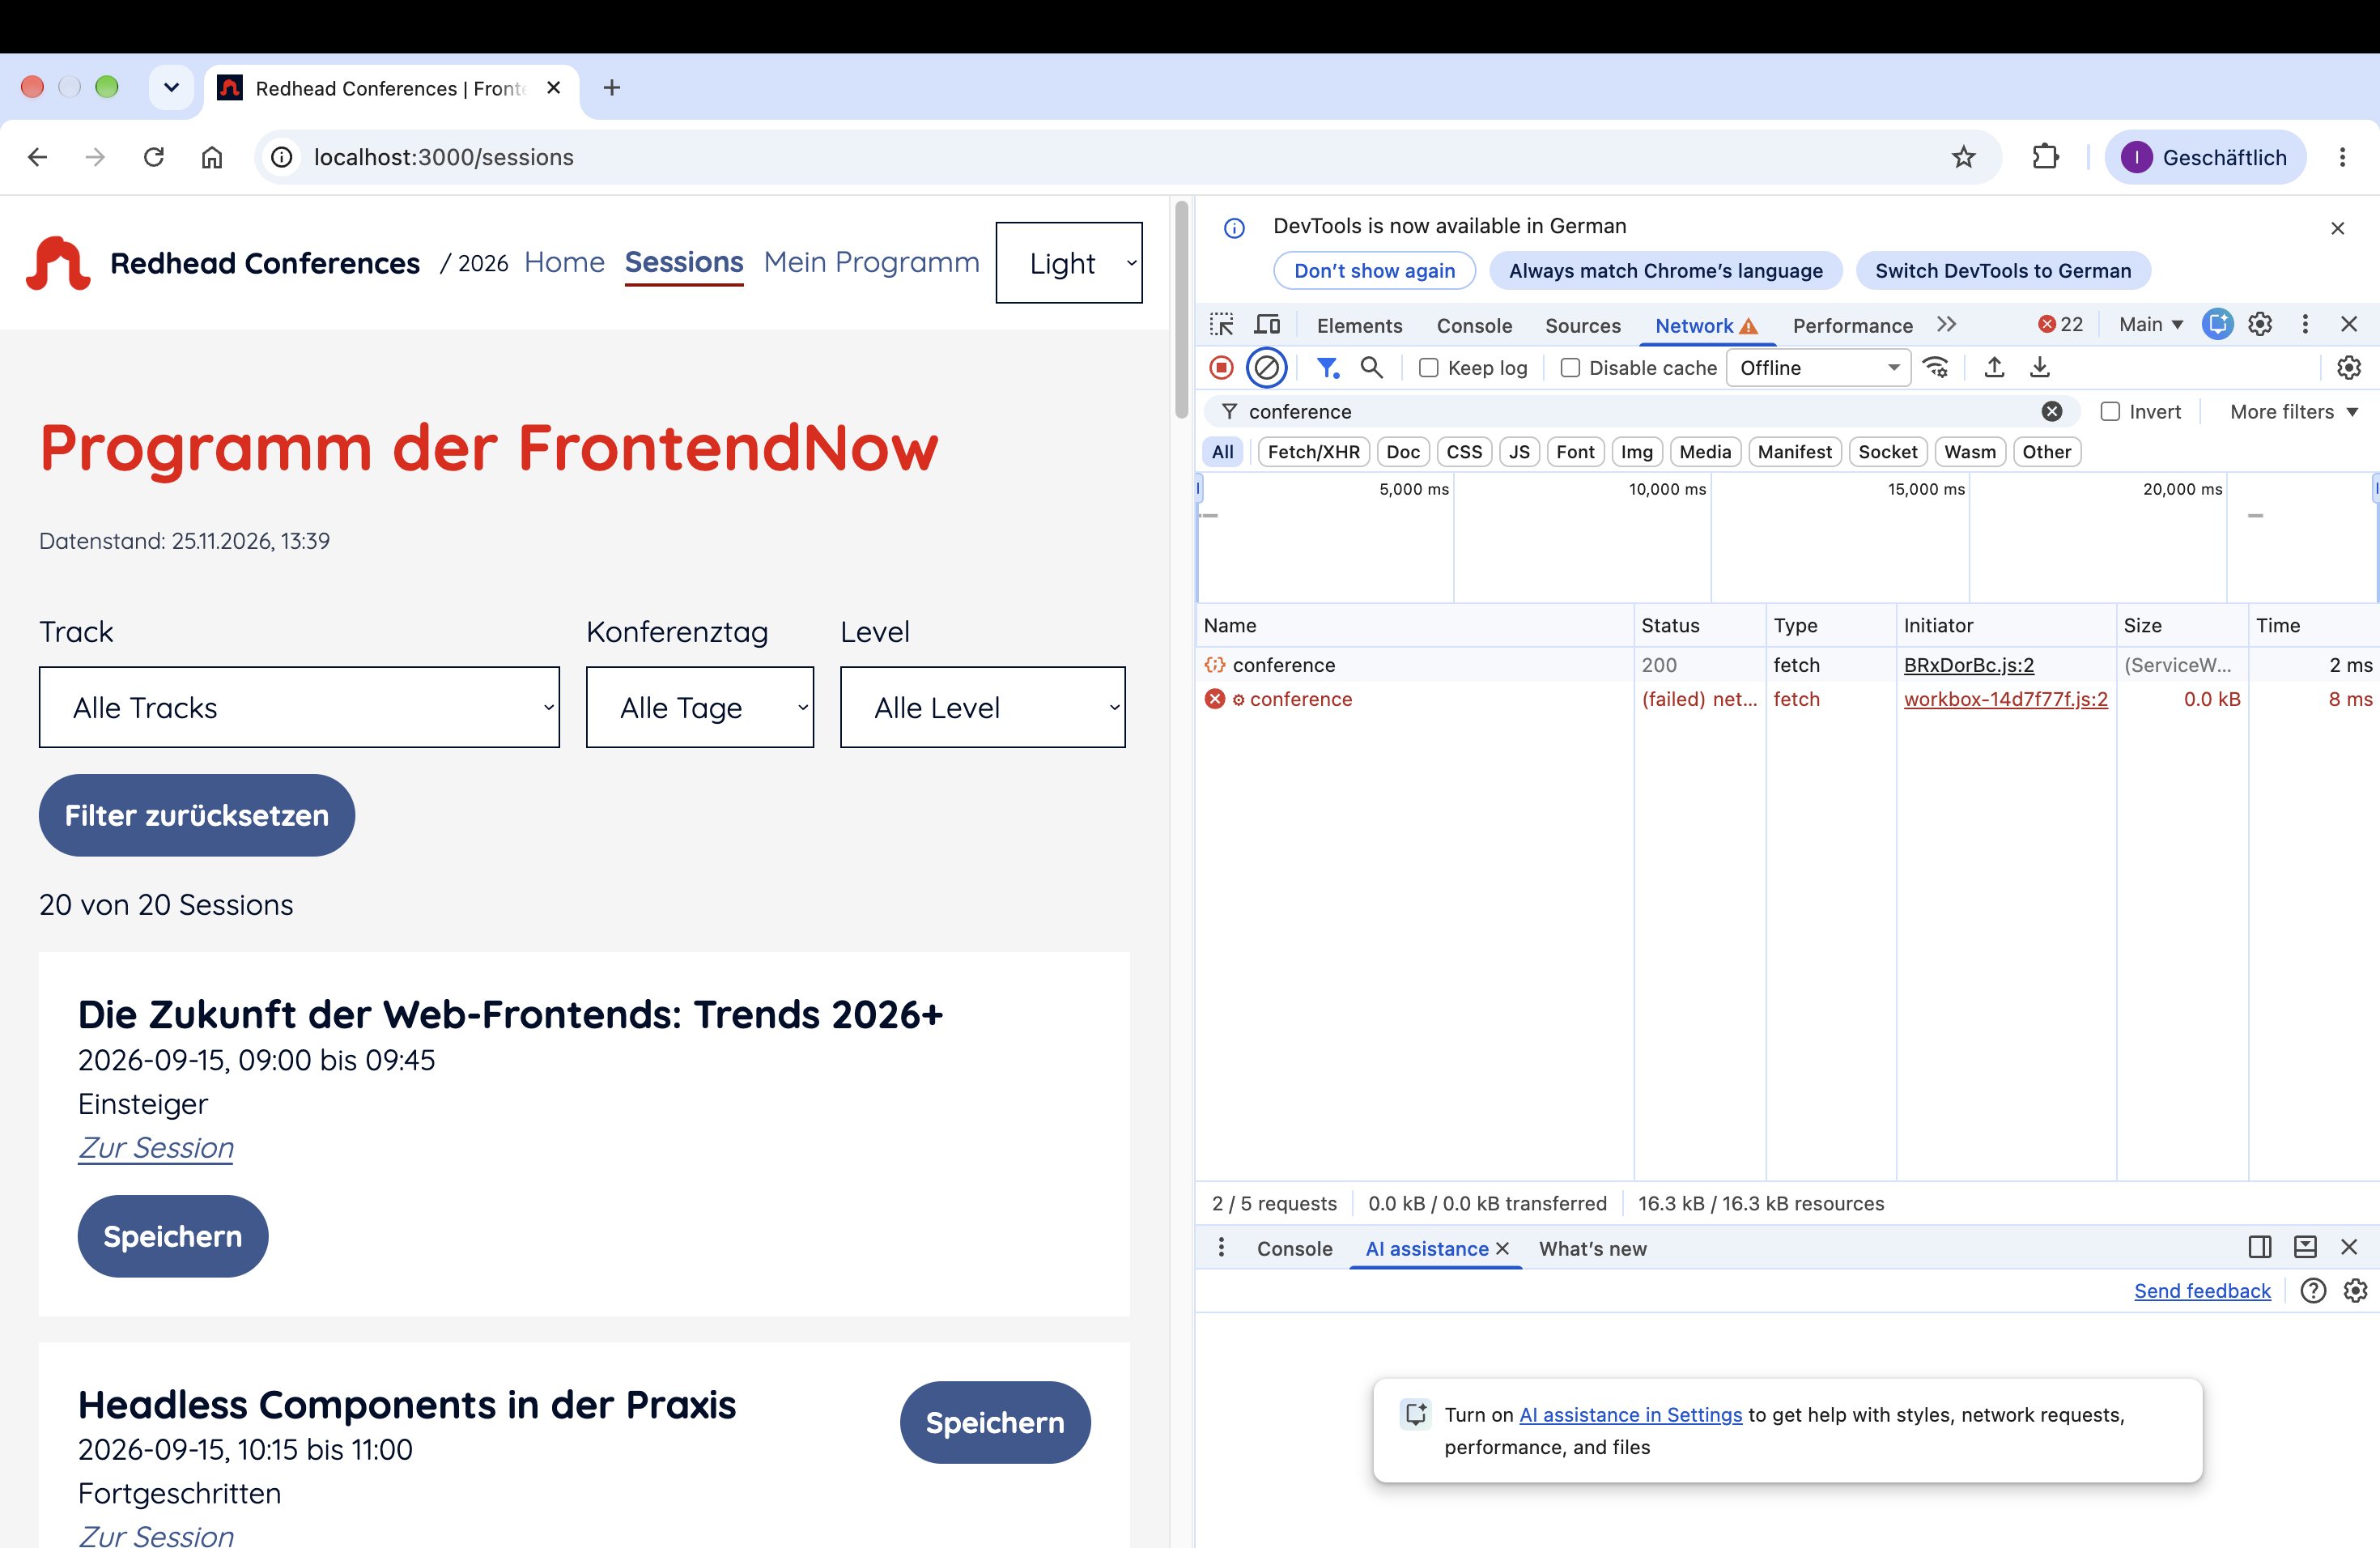 Redhead Conferences | Fronte
localhost:3000/sessions
I Geschäftlich
Redhead Conferences / 2026 Home Sessions Mein Programm Light
Programm der FrontendNow
Datenstand: 25.11.2026, 13:39
Track Konferenztag Level
Alle Tracks Alle Tage Alle Level
Filter zurücksetzen
20 von 20 Sessions
Die Zukunft der Web-Frontends: Trends 2026+
2026-09-15, 09:00 bis 09:45
Einsteiger
Zur Session
Speichern
Headless Components in der Praxis
2026-09-15, 10:15 bis 11:00
Fortgeschritten
Zur Session
Speichern
DevTools is now available in German
Don't show again Always match Chrome's language Switch DevTools to German
Elements Console Sources Network Performance 22 Main
Keep log Disable cache Offline
conference Invert More filters
All Fetch/XHR Doc CSS JS Font Img Media Manifest Socket Wasm Other
5,000 ms 10,000 ms 15,000 ms 20,000 ms
Name Status Type Initiator Size Time
conference 200 fetch BRxDorBc.js:2 (ServiceW... 2 ms
conference (failed) net... fetch workbox-14d7f77f.js:2 0.0 kB 8 ms
2 / 5 requests 0.0 kB / 0.0 kB transferred 16.3 kB / 16.3 kB resources
Console AI assistance What's new
Send feedback
Turn on AI assistance in Settings to get help with styles, network requests,
performance, and files